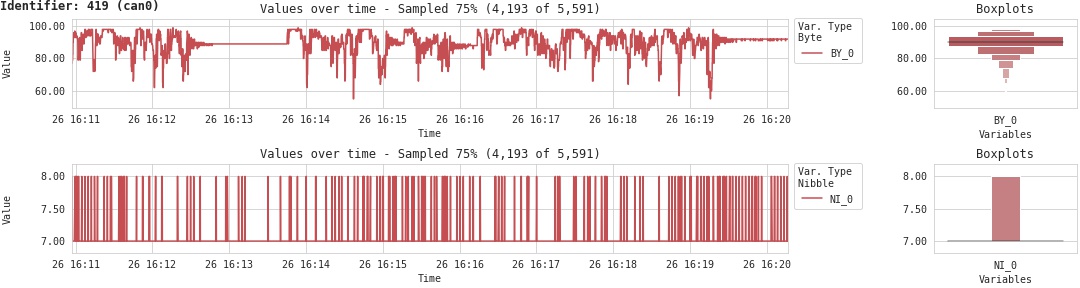 Identifier: 419 (can0)
Values over time - Sampled 75% (4,193 of 5,591)
Boxplots
Value
100.00
80.00
60.00
26 16:11
26 16:12
26 16:13
26 16:14
26 16:15
26 16:16
26 16:17
26 16:18
26 16:19
26 16:20
Time
Var. Type
Byte
BY_0
100.00
80.00
60.00
BY_0
Variables
Values over time - Sampled 75% (4,193 of 5,591)
Boxplots
Value
8.00
7.50
7.00
26 16:11
26 16:12
26 16:13
26 16:14
26 16:15
26 16:16
26 16:17
26 16:18
26 16:19
26 16:20
Time
Var. Type
Nibble
NI_0
8.00
7.50
7.00
NI_0
Variables